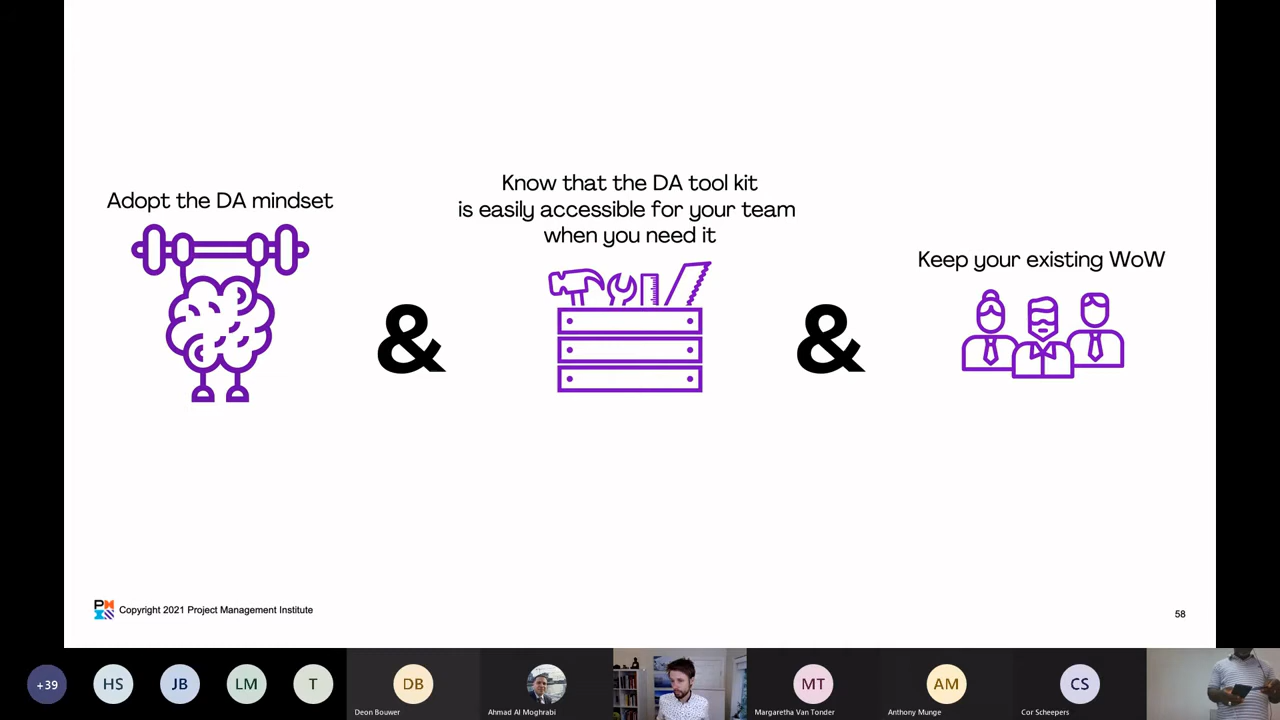 Adopt the DA mindset
Know that the DA tool kit
is easily accessible for your team
when you need it
Keep your existing WoW
&
&
Copyright 2021 Project Management Institute
58
+39
HS
JB
LM
T
DB
MT
AM
CS
Deon Bouwer
Ahmad Al Moghrabi
Margaretha Van Tonder
Anthony Munge
Cor Scheepers